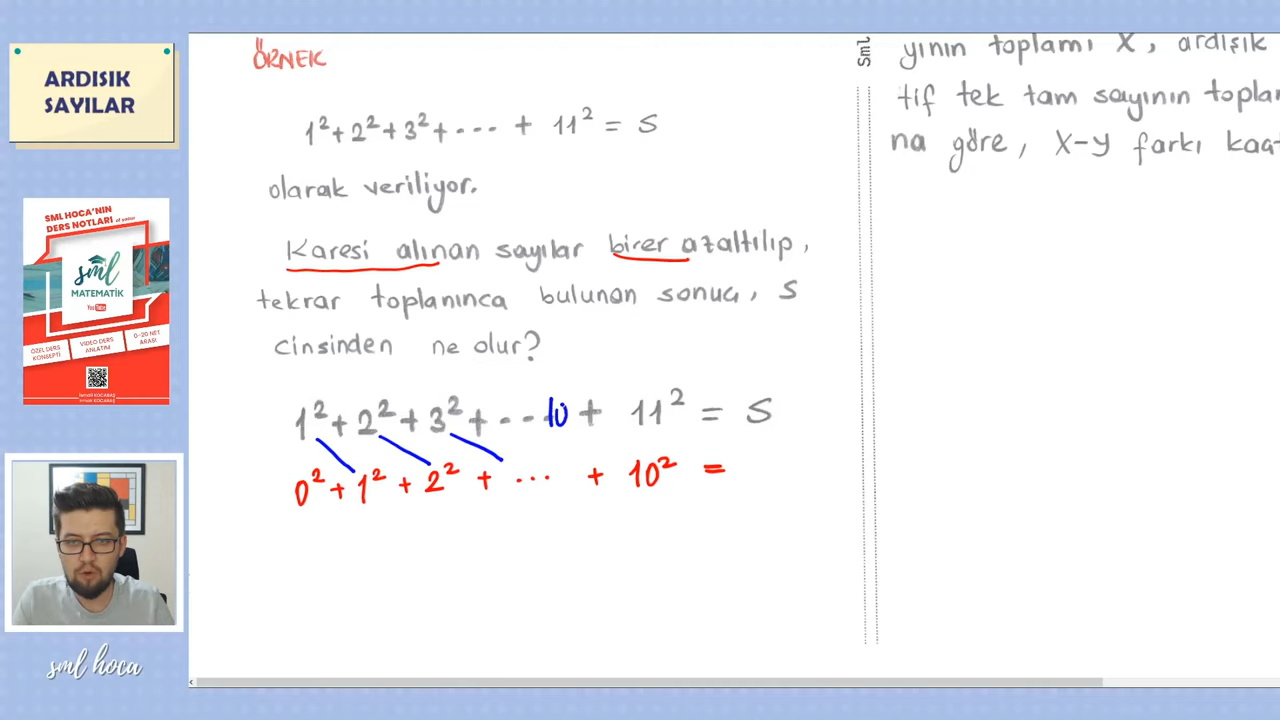 ARDISIK
SAYILAR
SML HOCA'NIN
DERS NOTLARI
sml
MATEMATİK
YouTube
ÖZEL DERS
KONSEPTİ
VIDEO DERS
ANLATIM
0-20 NET
ARASI
sml hoca
ÖRNEK
1² + 2² + 3² + ... + 11² = S
olarak veriliyor.
Karesi alınan sayılar birer azaltılıp,
tekrar toplanınca bulunan sonuç, S
cinsinden ne olur?
1² + 2² + 3² + ... 10 + 11² = S
0² + 1² + 2² + ... + 10² =
Sml
yının toplamı X, ardışık
tif tek tam sayının toplan
na göre, X-y farkı kaç